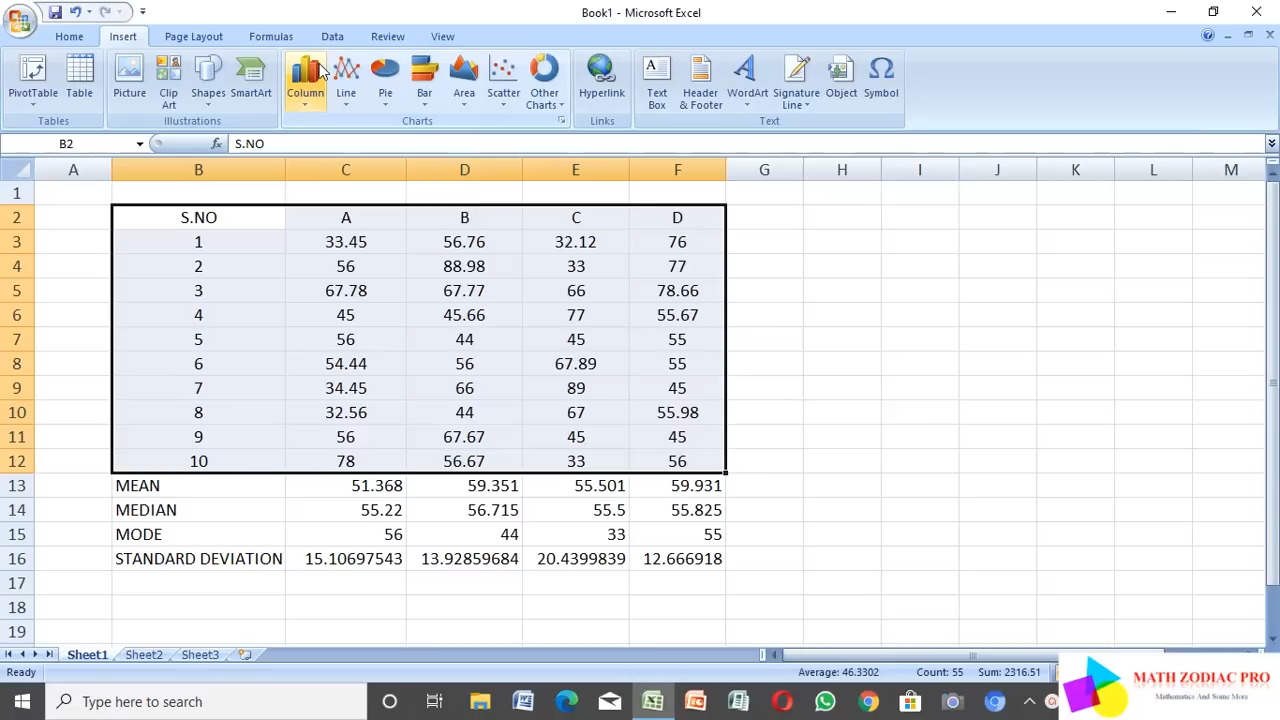 Book1 - Microsoft Excel
Home Insert Page Layout Formulas Data Review View
PivotTable Table Picture Clip Art Shapes SmartArt Column Line Pie Bar Area Scatter Other Charts Hyperlink Text Box Header & Footer WordArt Signature Line Object Symbol
Tables Illustrations Charts Links Text
B2 fx S.NO
A B C D E F G H I J K L M
1
2 S.NO A B C D
3 1 33.45 56.76 32.12 76
4 2 56 88.98 33 77
5 3 67.78 67.77 66 78.66
6 4 45 45.66 77 55.67
7 5 56 44 45 55
8 6 54.44 56 67.89 55
9 7 34.45 66 89 45
10 8 32.56 44 67 55.98
11 9 56 67.67 45 45
12 10 78 56.67 33 56
13 MEAN 51.368 59.351 55.501 59.931
14 MEDIAN 55.22 56.715 55.5 55.825
15 MODE 56 44 33 55
16 STANDARD DEVIATION 15.10697543 13.92859684 20.4399839 12.666918
17
18
19
Sheet1 Sheet2 Sheet3
Ready Average: 46.3302 Count: 55 Sum: 2316.51
Type here to search
MATH ZODIAC PRO
Mathematics And Some More